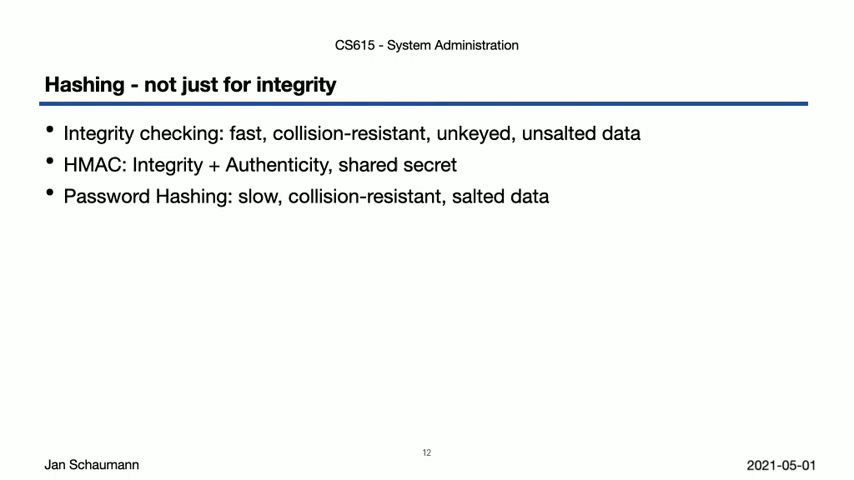 CS615 - System Administration
Hashing - not just for integrity
• Integrity checking: fast, collision-resistant, unkeyed, unsalted data
• HMAC: Integrity + Authenticity, shared secret
• Password Hashing: slow, collision-resistant, salted data
12
Jan Schaumann
2021-05-01